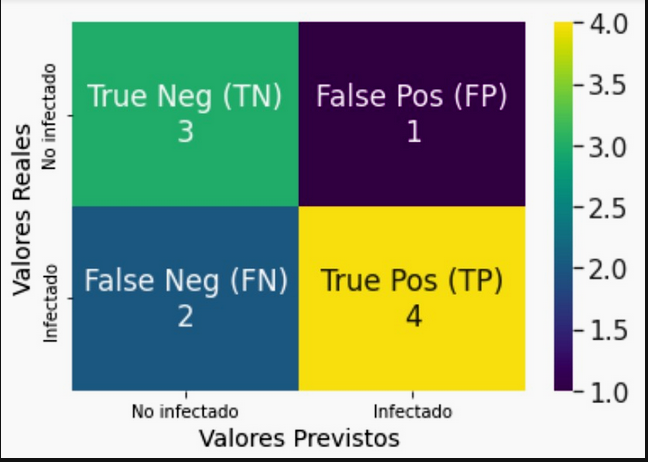 Valores Reales
No infectado
Infectado
True Neg (TN)
3
False Pos (FP)
1
False Neg (FN)
2
True Pos (TP)
4
No infectado
Infectado
Valores Previstos
4.0
3.5
3.0
2.5
2.0
1.5
1.0